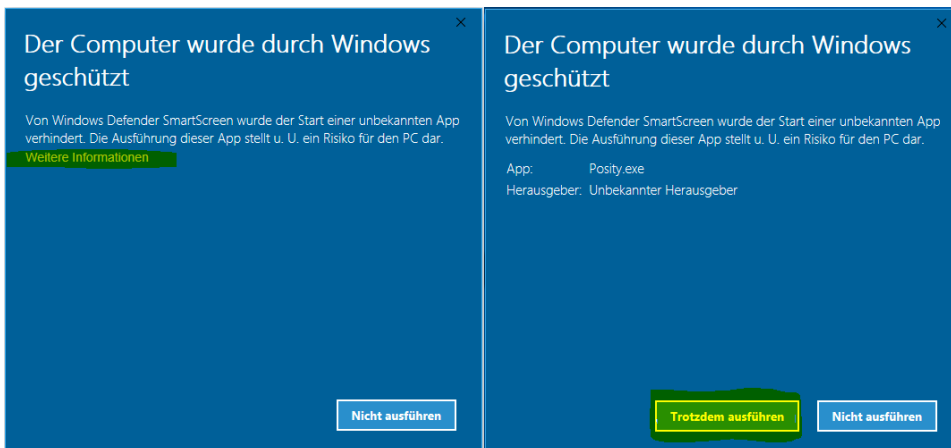 Der Computer wurde durch Windows
geschützt
Von Windows Defender SmartScreen wurde der Start einer unbekannten App
verhindert. Die Ausführung dieser App stellt u. U. ein Risiko für den PC dar.
Weitere Informationen
Nicht ausführen
Der Computer wurde durch Windows
geschützt
Von Windows Defender SmartScreen wurde der Start einer unbekannten App
verhindert. Die Ausführung dieser App stellt u. U. ein Risiko für den PC dar.
App: Posity.exe
Herausgeber: Unbekannter Herausgeber
Trotzdem ausführen Nicht ausführen